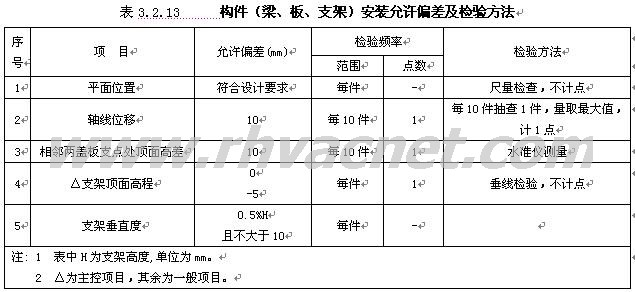 表 3.2.13 构件（梁、板、支架）安装允许偏差及检验方法
序号 项 目 允许偏差(mm) 检验频率 检验方法
范围 点数
1 平面位置 符合设计要求 每件 - 尺量检查，不计点
2 轴线位移 10 每10件 1 每10件抽查1件，量取最大值，计1点
3 相邻两盖板支点处顶面高差 10 每10件 1 水准仪测量
4 △支架顶面高程 0 -5 每件 1 垂线检验，不计点
5 支架垂直度 0.5%H 且不大于10 每件 -
注: 1 表中H为支架高度,单位为mm。
2 △为主控项目，其余为一般项目。
www.rhvacnet.com